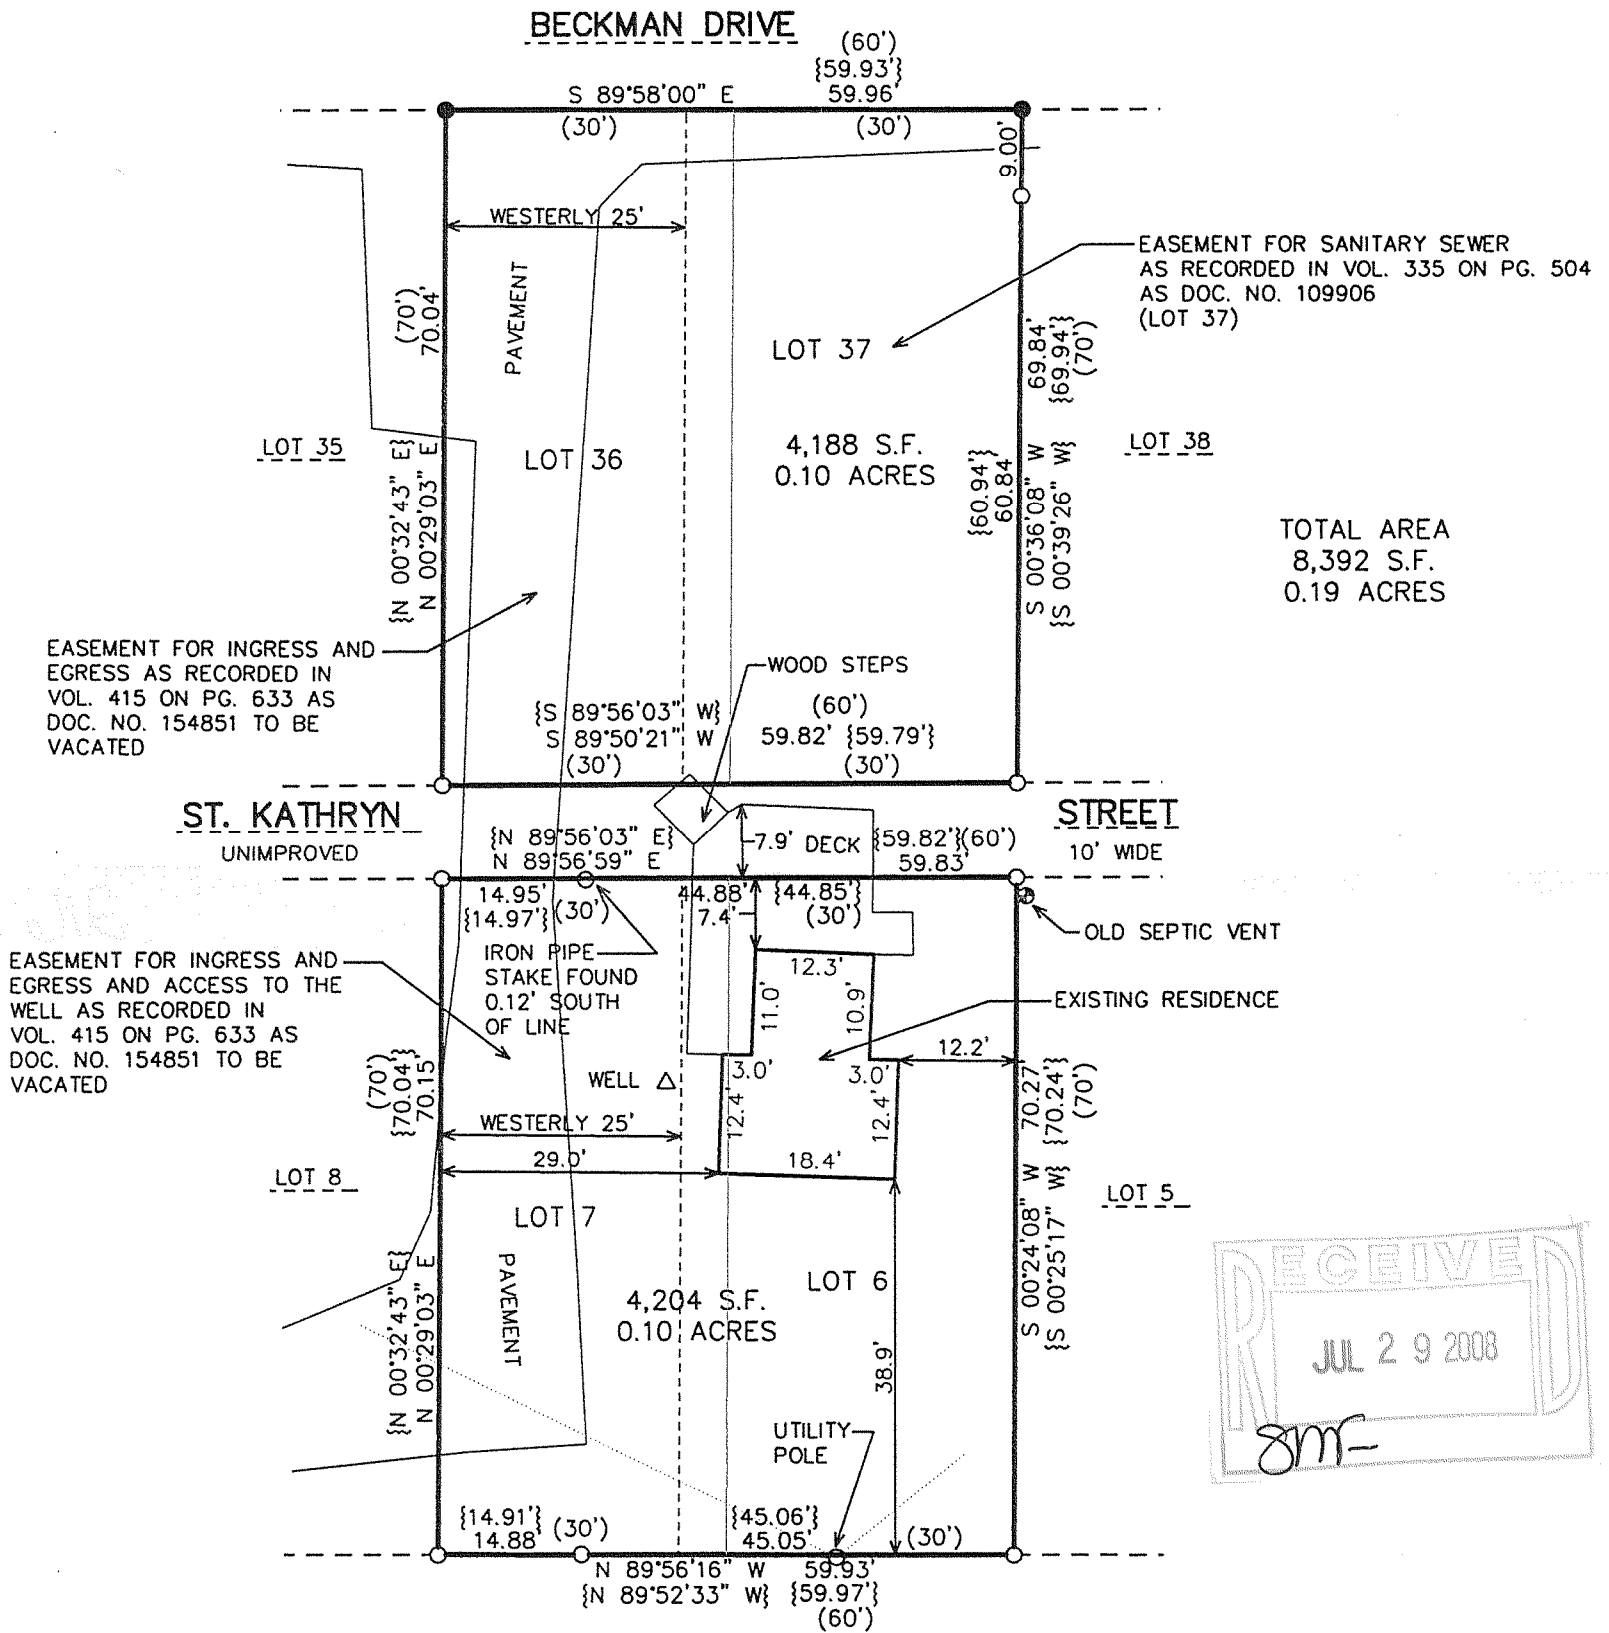 BECKMAN DRIVE
(60')
{59.93'}
S 89°58'00" E 59.96'
(30') (30')
9.00'
WESTERLY 25'
PAVEMENT
EASEMENT FOR SANITARY SEWER
AS RECORDED IN VOL. 335 ON PG. 504
AS DOC. NO. 109906
(LOT 37)
(70')
70.04'
LOT 37
69.84'
{69.94'}
(70')
LOT 35
LOT 36
4,188 S.F.
0.10 ACRES
LOT 38
{N 00°32'43" E}
N 00°29'03" E
{60.94'}
60.84'
S 00°36'08" W
{S 00°39'26" W}
TOTAL AREA
8,392 S.F.
0.19 ACRES
EASEMENT FOR INGRESS AND
EGRESS AS RECORDED IN
VOL. 415 ON PG. 633 AS
DOC. NO. 154851 TO BE
VACATED
WOOD STEPS
{S 89°56'03" W} (60')
S 89°50'21" W 59.82' {59.79'}
(30') (30')
ST. KATHRYN STREET
UNIMPROVED 10' WIDE
{N 89°56'03" E} 7.9' DECK {59.82'}(60')
N 89°56'59" E 59.83'
14.95' 44.88' {44.85'}
{14.97'} (30') 7.4' (30')
OLD SEPTIC VENT
IRON PIPE
STAKE FOUND
0.12' SOUTH
OF LINE
EASEMENT FOR INGRESS AND
EGRESS AND ACCESS TO THE
WELL AS RECORDED IN
VOL. 415 ON PG. 633 AS
DOC. NO. 154851 TO BE
VACATED
12.3'
11.0'
10.9'
EXISTING RESIDENCE
12.2'
WELL
3.0' 3.0'
12.4'
12.4'
(70')
{70.04'}
70.15'
70.27
{70.24'}
(70')
WESTERLY 25'
29.0' 18.4'
LOT 8
LOT 7
LOT 5
{N 00°32'43" E}
N 00°29'03" E
PAVEMENT
S 00°24'08" W
{S 00°25'17" W}
LOT 6
4,204 S.F.
0.10 ACRES
38.9'
UTILITY
POLE
RECEIVED
JUL 29 2008
{14.91'} {45.06'}
14.88 (30') 45.05' (30')
N 89°56'16" W 59.93'
{N 89°52'33" W} {59.97'}
(60')